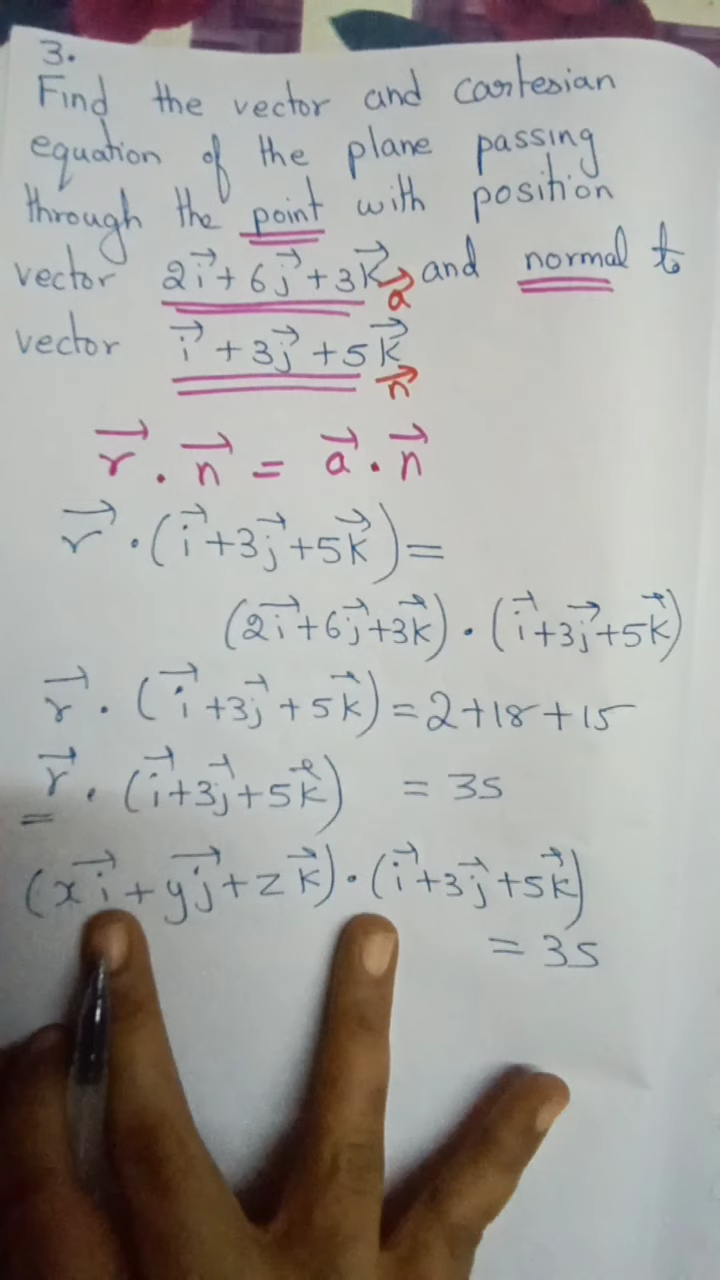 3.
Find the vector and cartesian
equation of the plane passing
through the point with position
vector 2i⃗ + 6j⃗ + 3k⃗ a⃗ and normal to
vector i⃗ + 3j⃗ + 5k⃗ n⃗
r⃗ . n⃗ = a⃗ . n⃗
r⃗ . (i⃗ + 3j⃗ + 5k⃗) =
(2i⃗ + 6j⃗ + 3k⃗) . (i⃗ + 3j⃗ + 5k⃗)
r⃗ . (i⃗ + 3j⃗ + 5k⃗) = 2 + 18 + 15
r⃗ . (i⃗ + 3j⃗ + 5k⃗) = 35
(xi⃗ + yj⃗ + zk⃗) . (i⃗ + 3j⃗ + 5k⃗)
= 35